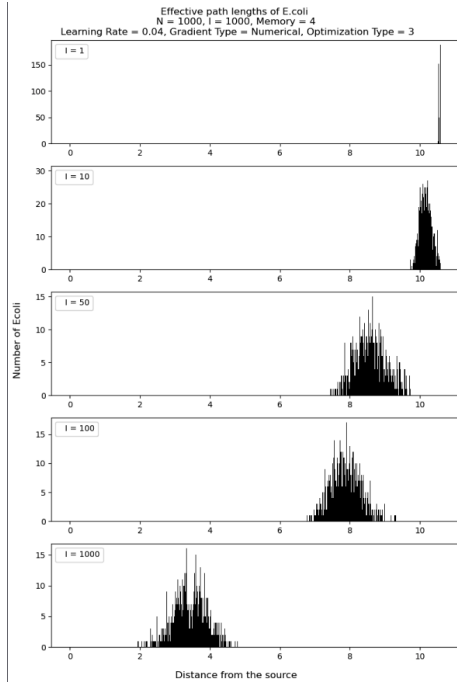 Effective path lengths of E.coli
N = 1000, I = 1000, Memory = 4
Learning Rate = 0.04, Gradient Type = Numerical, Optimization Type = 3
I = 1
150
100
50
0
0 2 4 6 8 10
I = 10
30
20
10
0
0 2 4 6 8 10
I = 50
15
10
5
0
0 2 4 6 8 10
Number of Ecoli
I = 100
15
10
5
0
0 2 4 6 8 10
I = 1000
15
10
5
0
0 2 4 6 8 10
Distance from the source